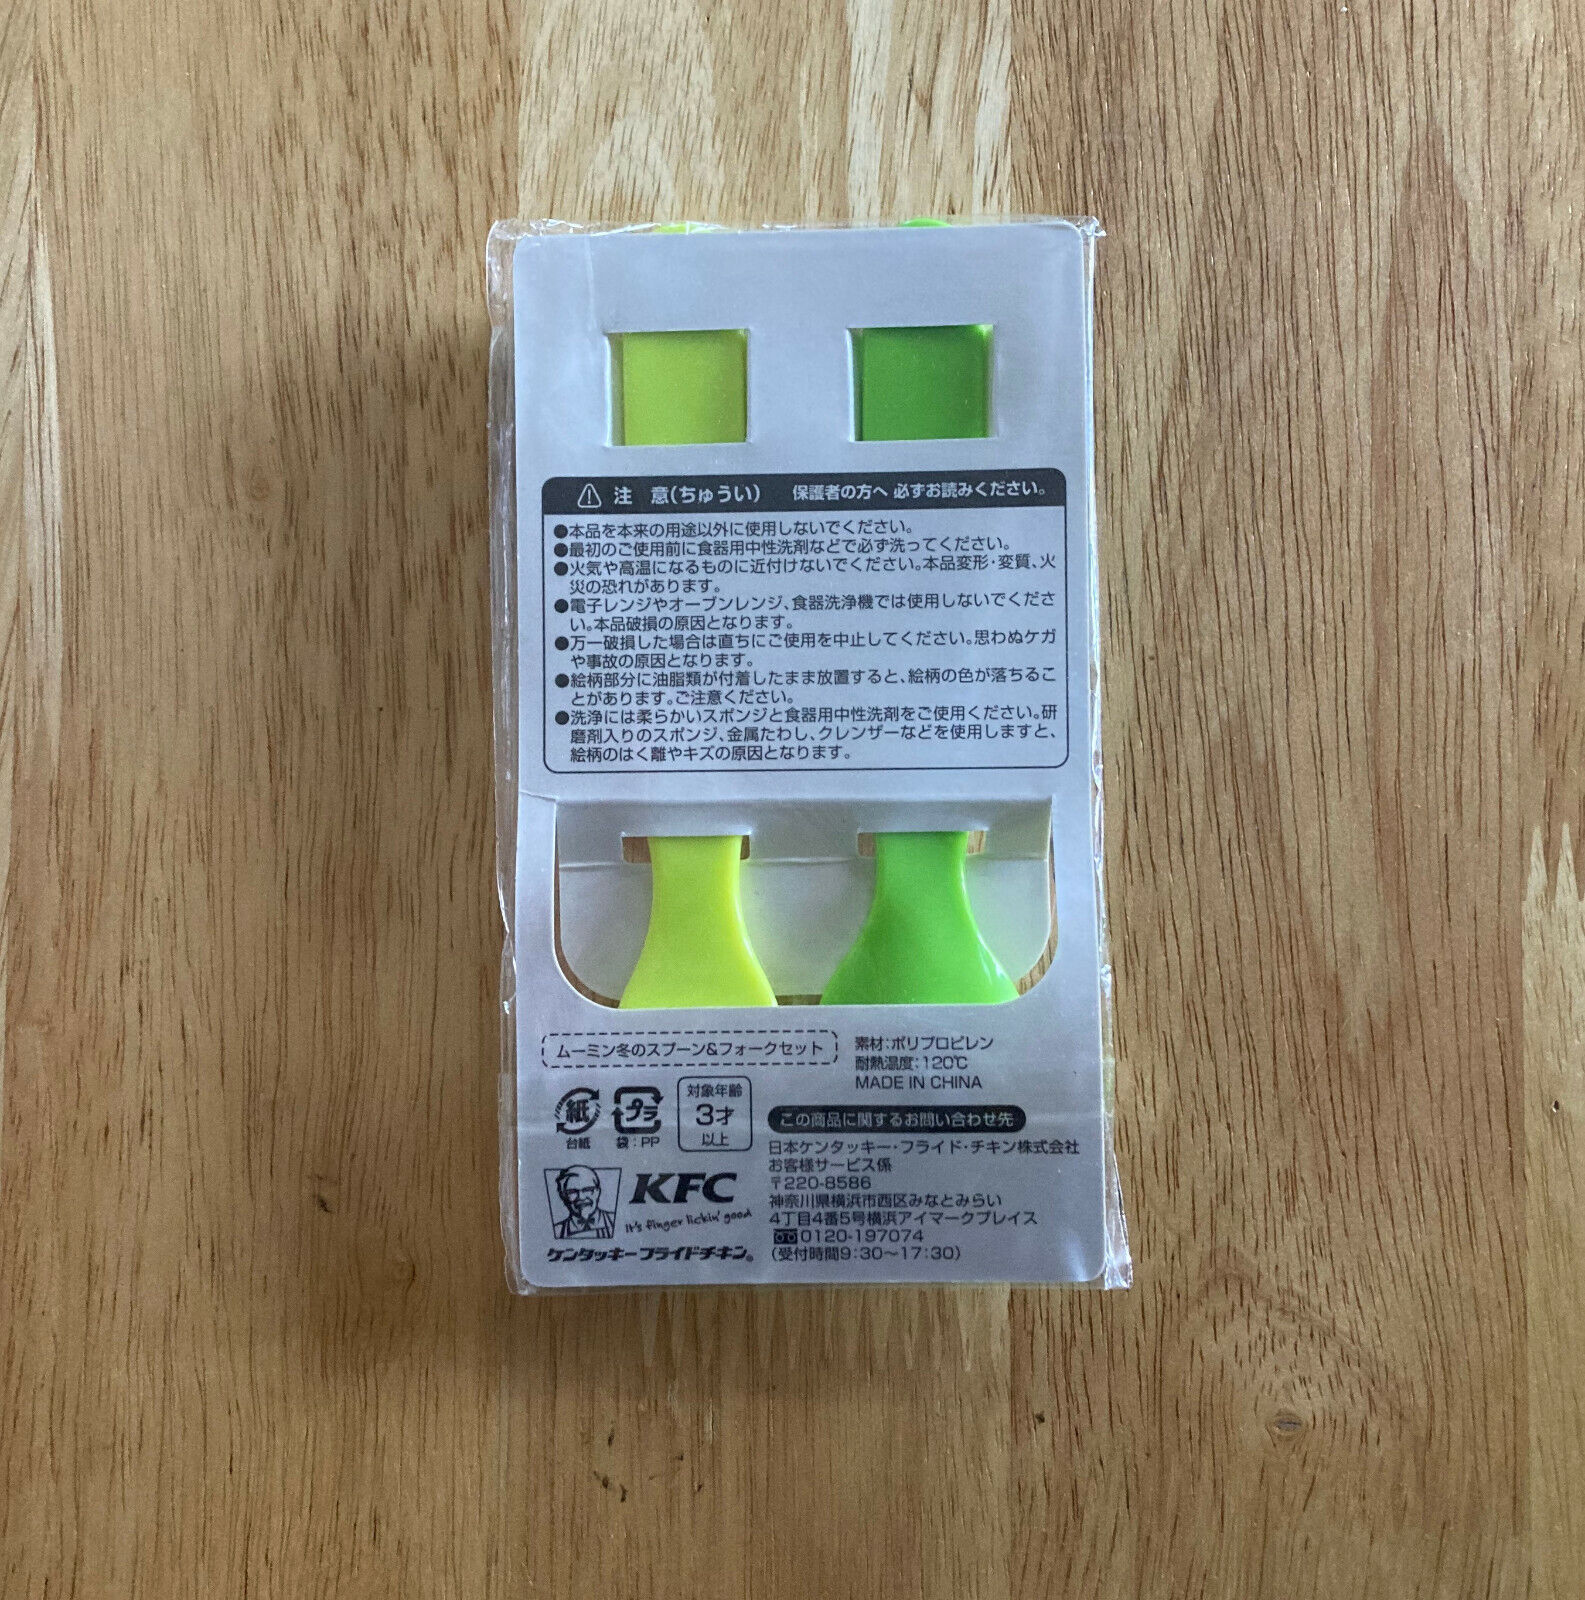 注 意(ちゅうい) 保護者の方へ 必ずお読みください。
●本品を本来の用途以外に使用しないでください。
●最初のご使用前に食器用中性洗剤などで必ず洗ってください。
●火気や高温になるものに近付けないでください。本品変形・変質、火
災の恐れがあります。
●電子レンジやオーブンレンジ、食器洗浄機では使用しないでくださ
い。本品破損の原因となります。
●万一破損した場合は直ちにご使用を中止してください。思わぬケガ
や事故の原因となります。
●絵柄部分に油脂類が付着したまま放置すると、絵柄の色が落ちるこ
とがあります。ご注意ください。
●洗浄には柔らかいスポンジと食器用中性洗剤をご使用ください。研
磨剤入りのスポンジ、金属たわし、クレンザーなどを使用しますと、
絵柄のはく離やキズの原因となります。
ムーミン冬のスプーン&フォークセット
素材:ポリプロピレン
耐熱温度:120℃
MADE IN CHINA
紙
台紙
プラ
袋:PP
対象年齢
3才
以上
KFC
It's finger lickin' good
ケンタッキーフライドチキン®
この商品に関するお問い合わせ先
日本ケンタッキー・フライド・チキン株式会社
お客様サービス係
〒220-8586
神奈川県横浜市西区みなとみらい
4丁目4番5号横浜アイマークプレイス
0120-197074
(受付時間9:30~17:30)